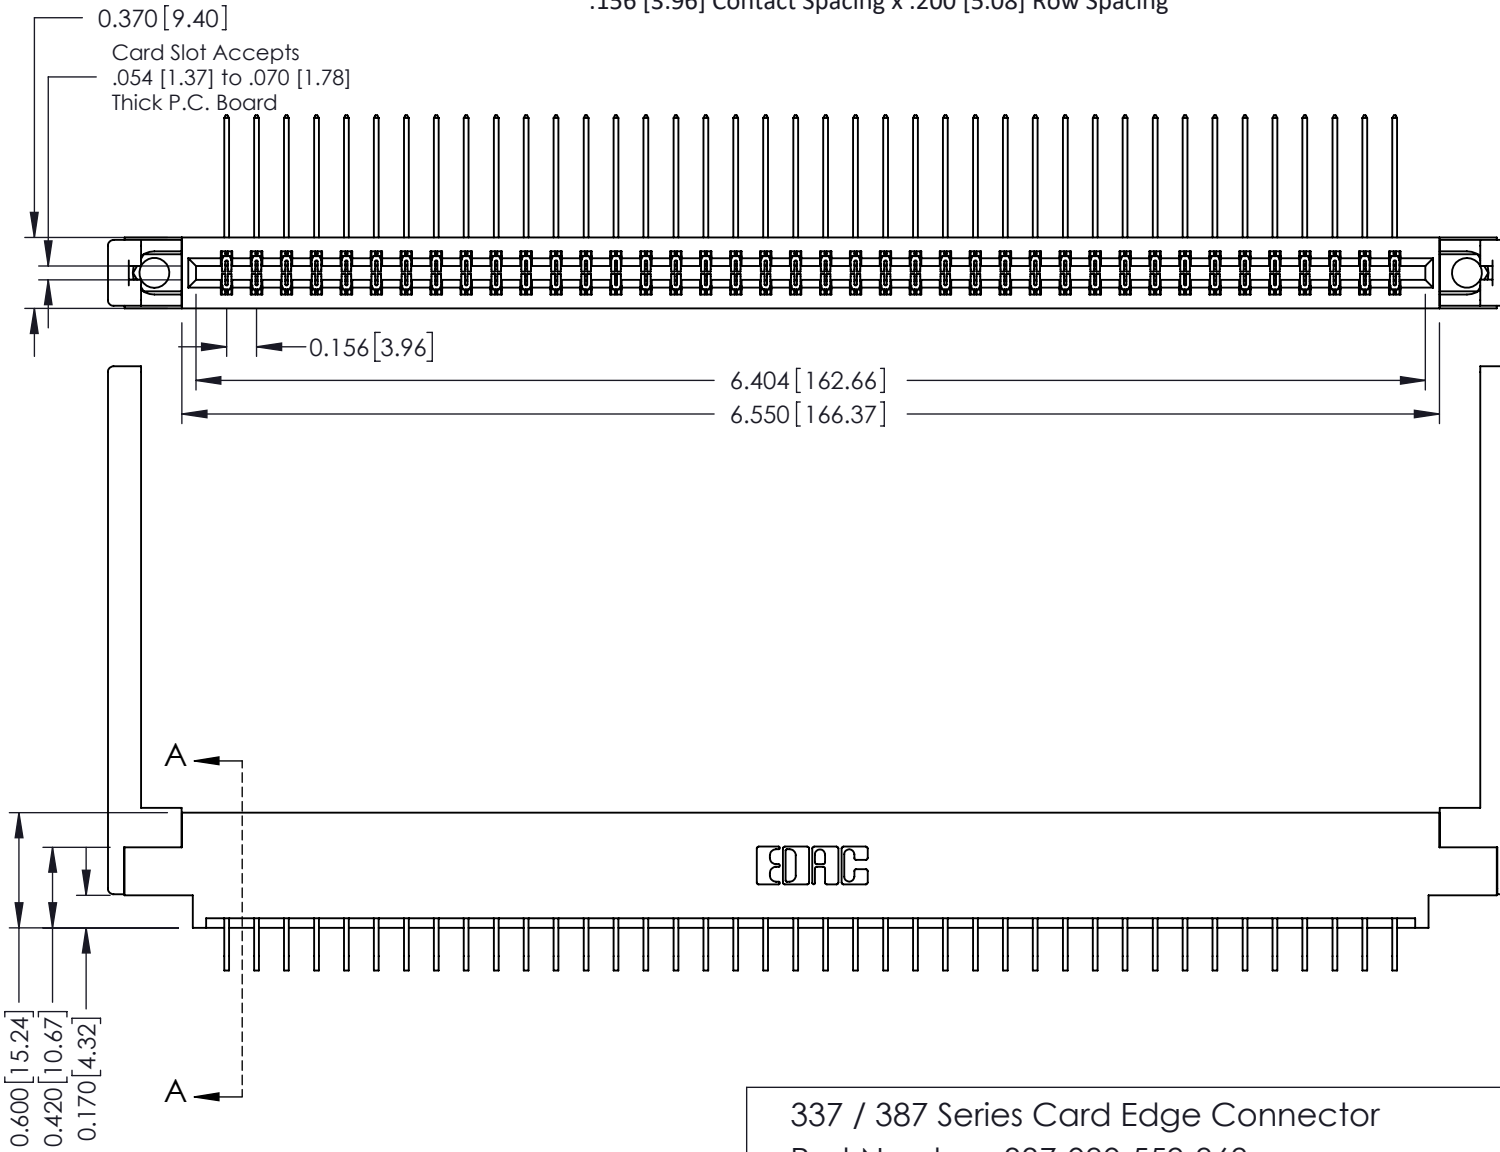 .156 [3.96] Contact Spacing x .200 [5.08] Row Spacing
0.370 [9.40]
Card Slot Accepts
.054 [1.37] to .070 [1.78]
Thick P.C. Board
0.156 [3.96]
6.404 [162.66]
6.550 [166.37]
A
EDAC
A
0.600 [15.24]
0.420 [10.67]
0.170 [4.32]
337 / 387 Series Card Edge Connector